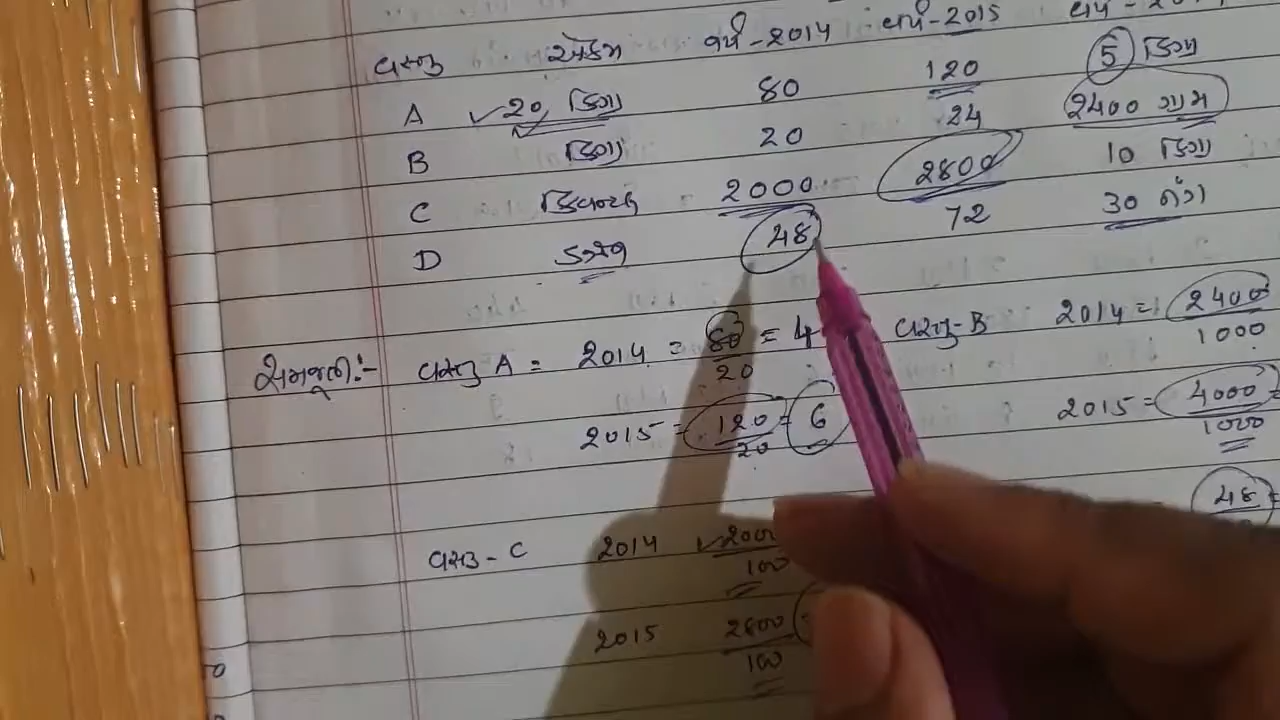 વસ્તુ એકમ વર્ષ-2014 વર્ષ-2015
A 20 કિગ્રા 80 120 5 કિગ્રા
B કિગ્રા 20 24 2400 ગ્રામ
C ક્વિન્ટલ 2000 2800 10 કિગ્રા
D ડઝન 48 72 30 નંગ
સમજૂતી:- વસ્તુ A = 2014 = 80/20 = 4 વસ્તુ-B 2014 = 2400/1000
2015 = 120/20 = 6 2015 = 4000/1000 =
48 =
વસ્તુ - C 2014 2000/100
2015 2800/100